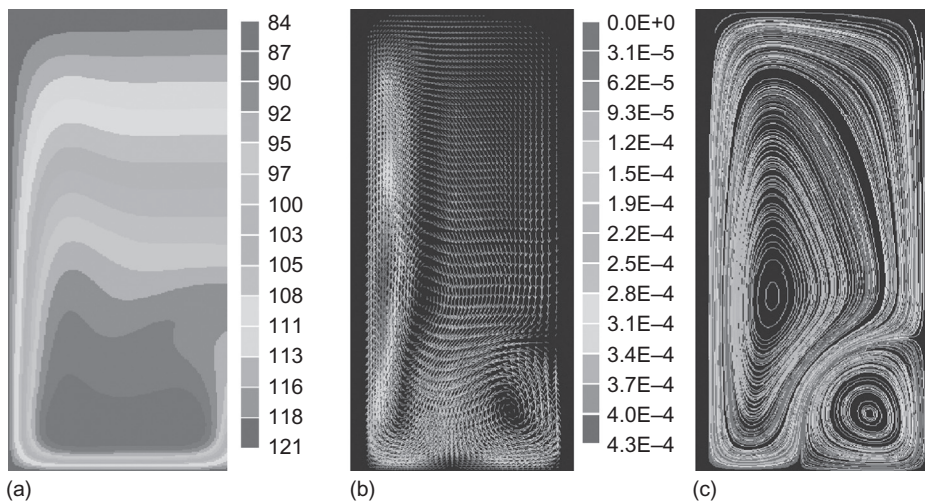 84
87
90
92
95
97
100
103
105
108
111
113
116
118
121
0.0E+0
3.1E–5
6.2E–5
9.3E–5
1.2E–4
1.5E–4
1.9E–4
2.2E–4
2.5E–4
2.8E–4
3.1E–4
3.4E–4
3.7E–4
4.0E–4
4.3E–4
(a)
(b)
(c)